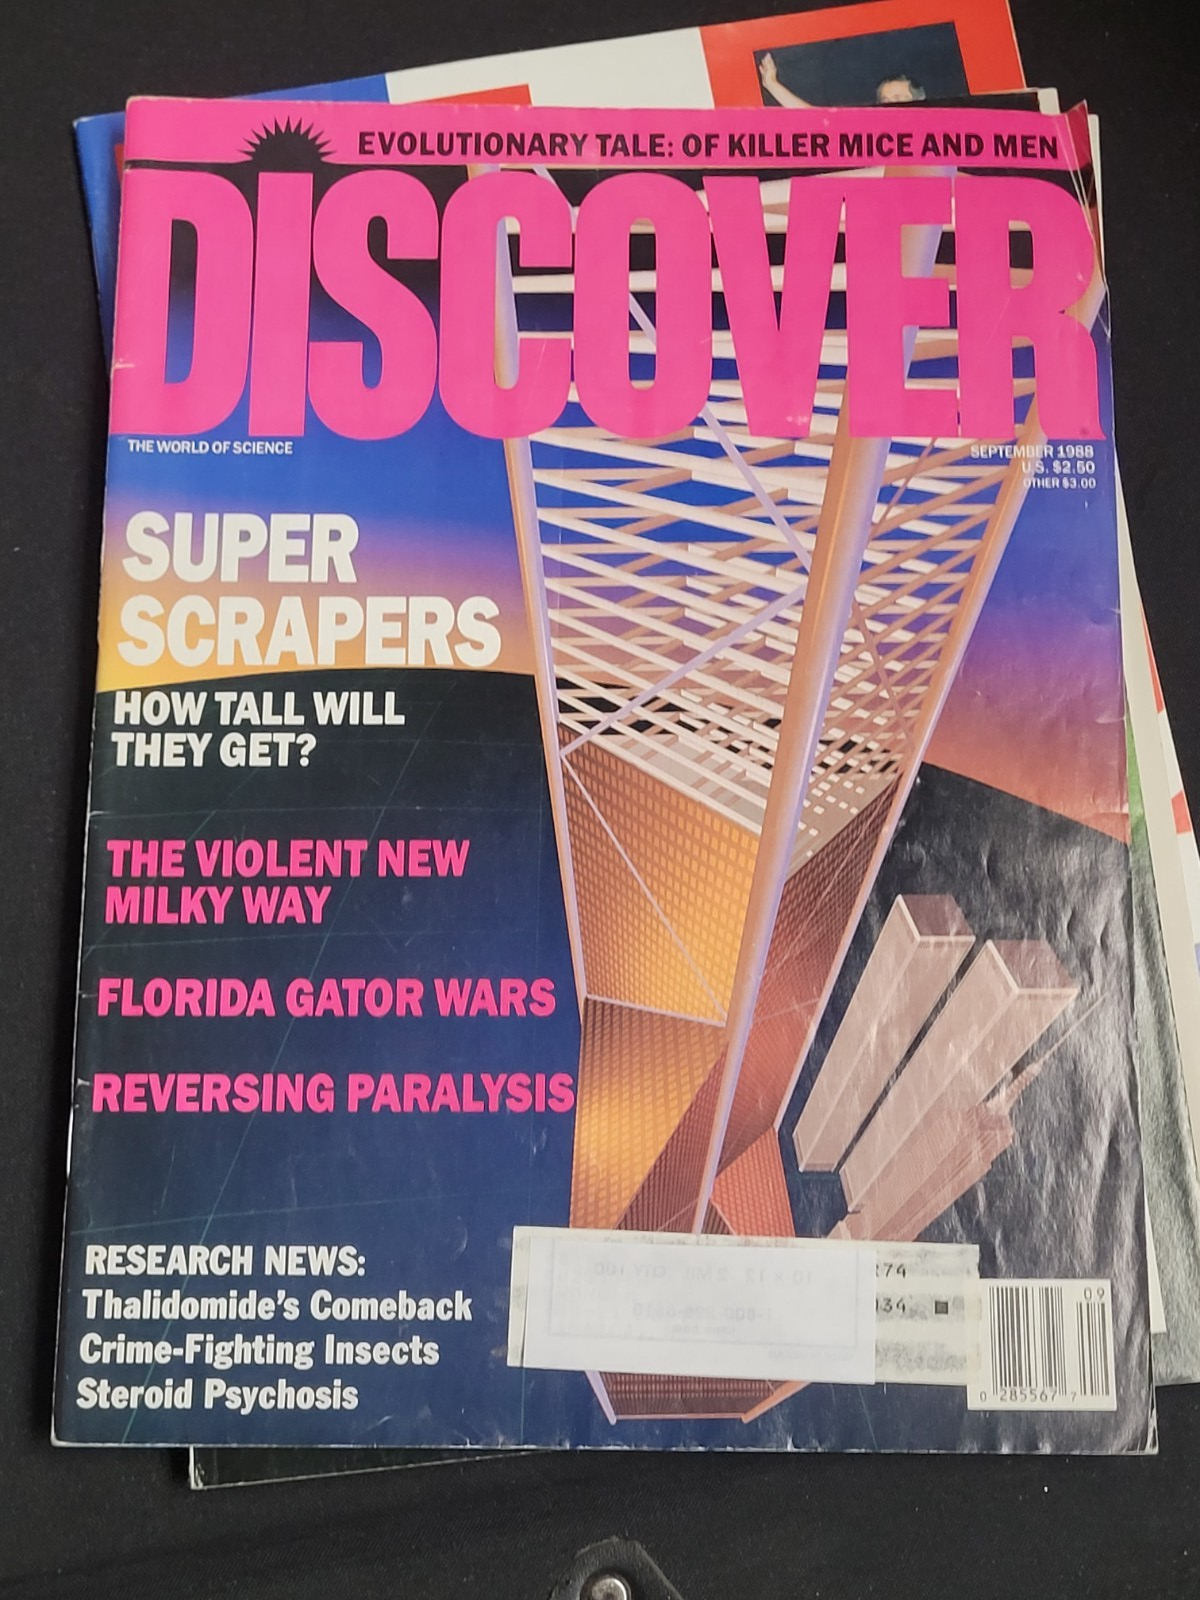 EVOLUTIONARY TALE: OF KILLER MICE AND MEN
DISCOVER
THE WORLD OF SCIENCE
SEPTEMBER 1988
U.S. $2.50
OTHER $3.00
SUPER
SCRAPERS
HOW TALL WILL
THEY GET?
THE VIOLENT NEW
MILKY WAY
FLORIDA GATOR WARS
REVERSING PARALYSIS
RESEARCH NEWS:
Thalidomide's Comeback
Crime-Fighting Insects
Steroid Psychosis
74
34
09
0 285567 7